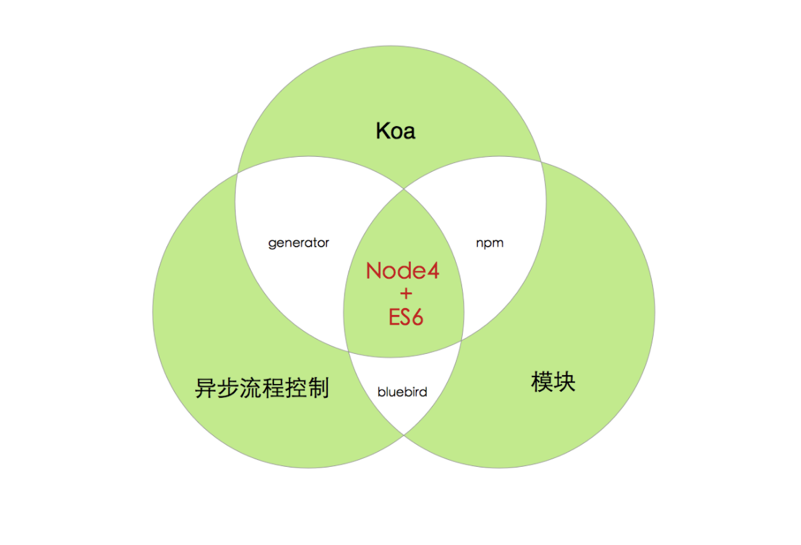 Koa
generator
npm
Node4
+
ES6
异步流程控制
模块
bluebird